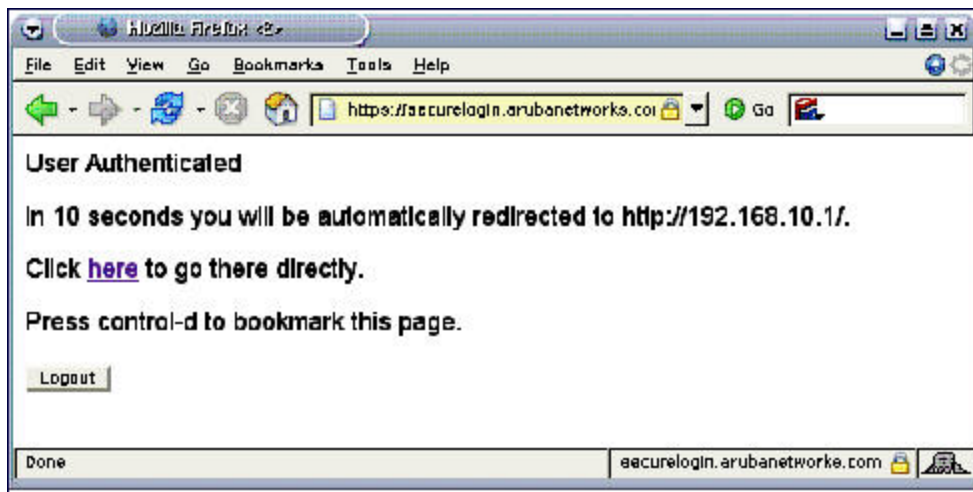 Mozilla Firefox <2>
File Edit View Go Bookmarks Tools Help
https://securelogin.arubanetworks.co Go
User Authenticated
In 10 seconds you will be automatically redirected to http://192.168.10.1/.
Click here to go there directly.
Press control-d to bookmark this page.
Logout
Done securelogin.arubanetworks.com